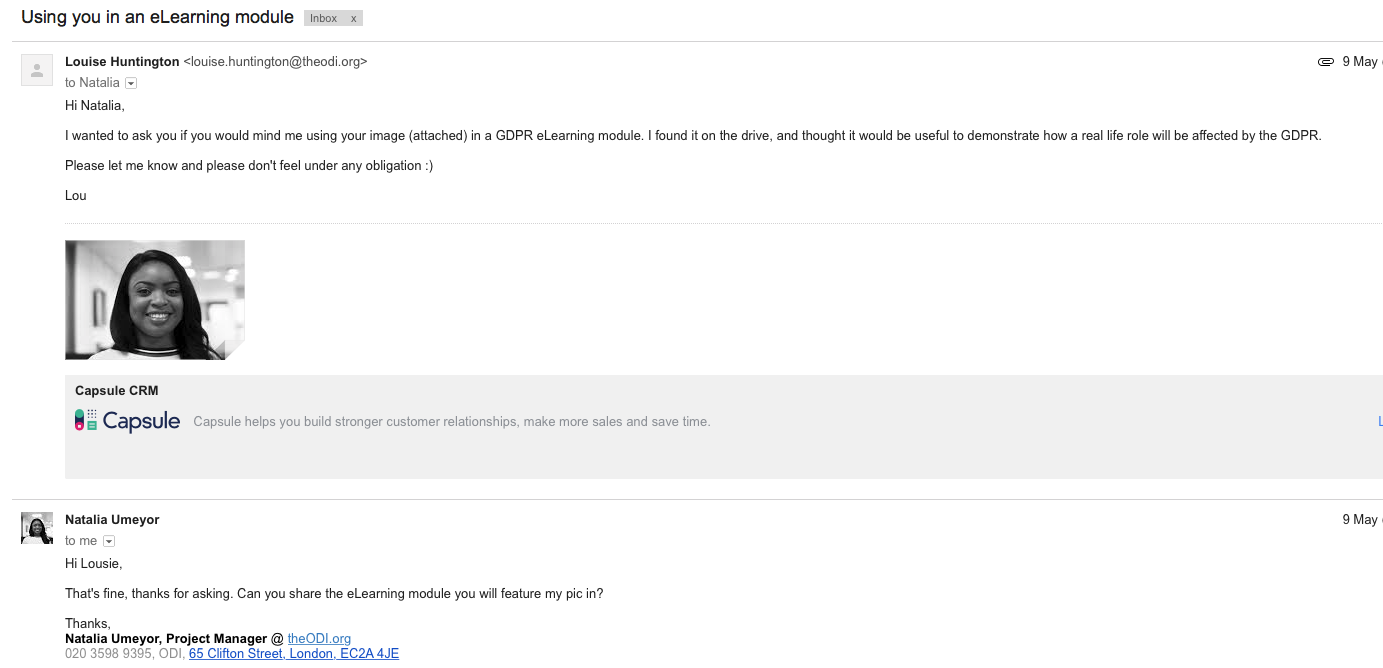 Using you in an eLearning module Inbox x
Louise Huntington <louise.huntington@theodi.org> 9 May
to Natalia
Hi Natalia,
I wanted to ask you if you would mind me using your image (attached) in a GDPR eLearning module. I found it on the drive, and thought it would be useful to demonstrate how a real life role will be affected by the GDPR.
Please let me know and please don't feel under any obligation :)
Lou
Capsule CRM
Capsule Capsule helps you build stronger customer relationships, make more sales and save time.
Natalia Umeyor 9 May
to me
Hi Lousie,
That's fine, thanks for asking. Can you share the eLearning module you will feature my pic in?
Thanks,
Natalia Umeyor, Project Manager @ theODI.org
020 3598 9395, ODI, 65 Clifton Street, London, EC2A 4JE